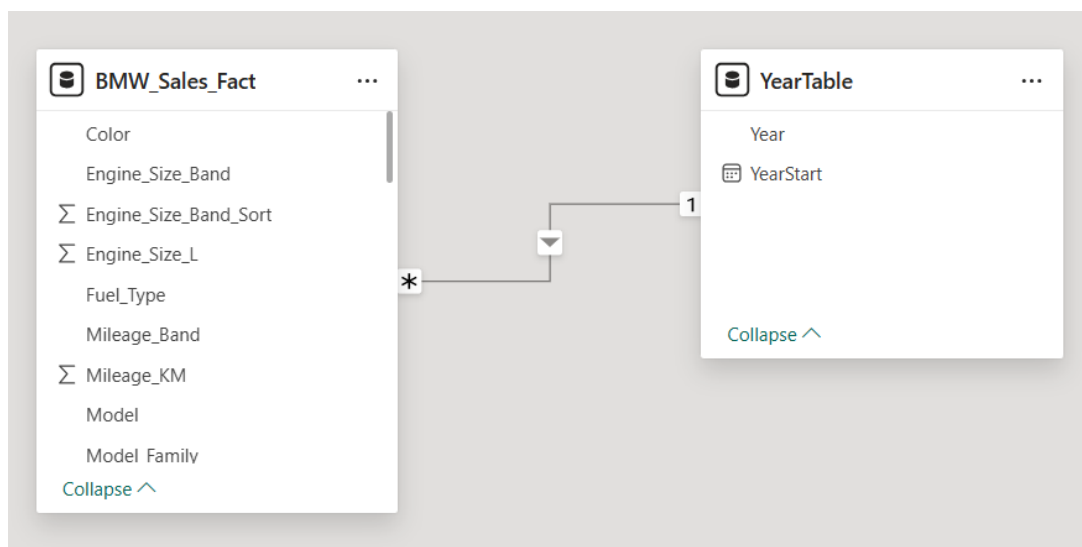 BMW_Sales_Fact
Color
Engine_Size_Band
Σ Engine_Size_Band_Sort
Σ Engine_Size_L
Fuel_Type
Mileage_Band
Σ Mileage_KM
Model
Model_Family
Collapse
*
1
YearTable
Year
YearStart
Collapse